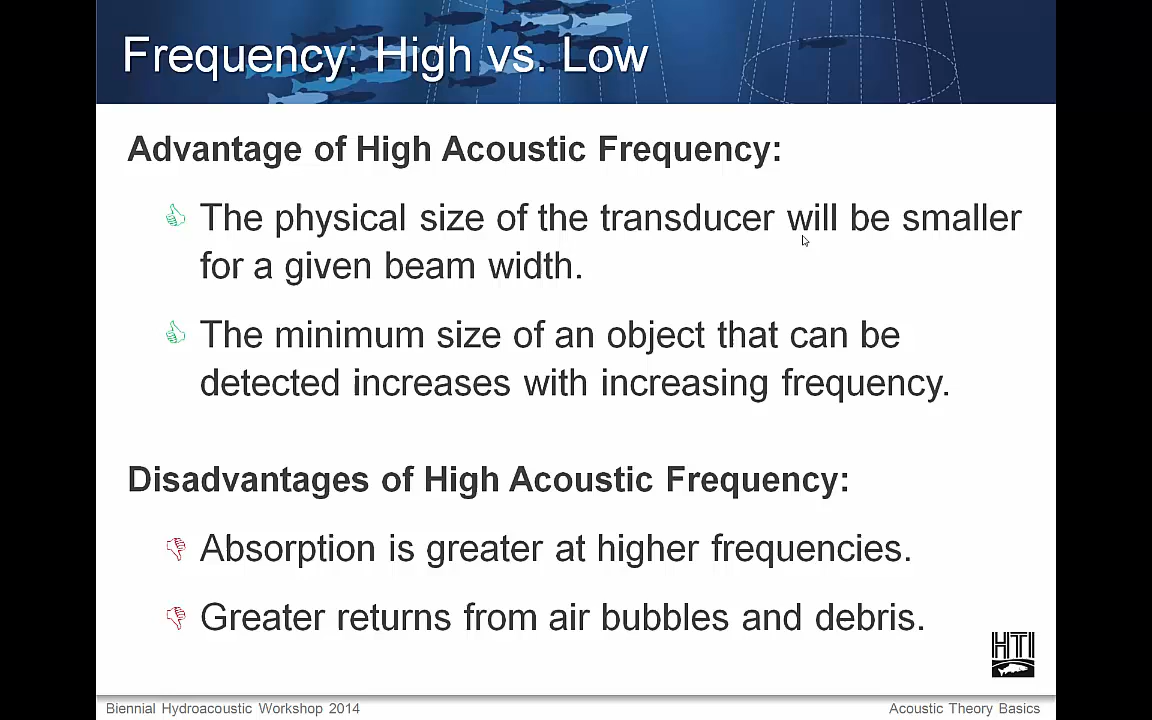 Frequency: High vs. Low
Advantage of High Acoustic Frequency:
The physical size of the transducer will be smaller
for a given beam width.
The minimum size of an object that can be
detected increases with increasing frequency.
Disadvantages of High Acoustic Frequency:
Absorption is greater at higher frequencies.
Greater returns from air bubbles and debris.
HTI
Biennial Hydroacoustic Workshop 2014
Acoustic Theory Basics